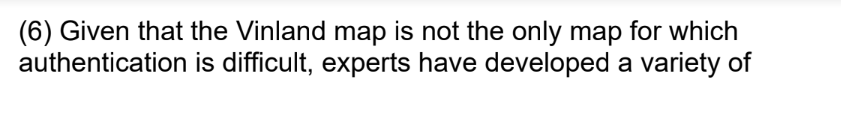 (6) Given that the Vinland map is not the only map for which
authentication is difficult, experts have developed a variety of